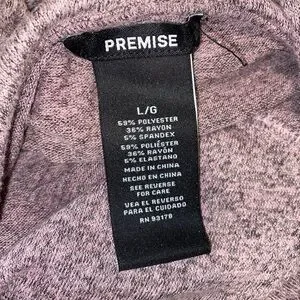 PREMISE
L/G
59% POLYESTER
36% RAYON
5% SPANDEX
59% POLIÉSTER
36% RAYÓN
5% ELASTANO
MADE IN CHINA
HECHO EN CHINA
SEE REVERSE
FOR CARE
VEA EL REVERSO
PARA EL CUIDADO
RN 93179